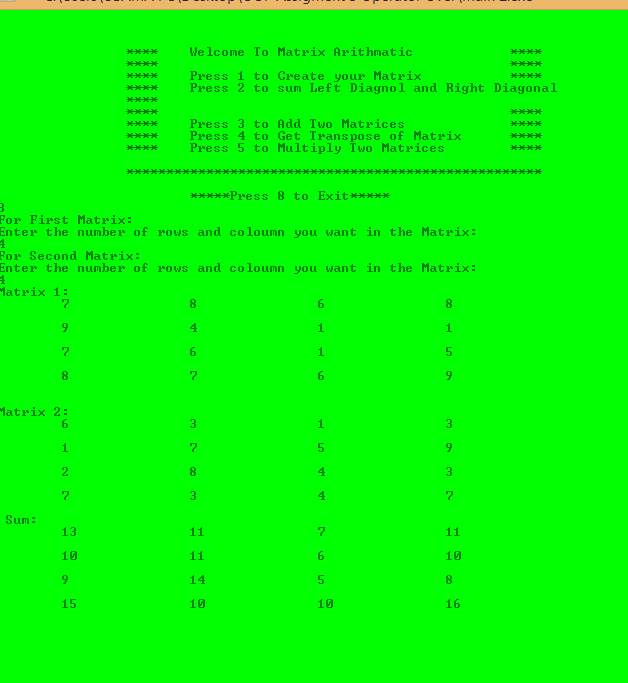 **** Welcome To Matrix Arithmatic ****
**** ****
**** Press 1 to Create your Matrix ****
**** Press 2 to sum Left Diagnol and Right Diagonal
****
**** ****
**** Press 3 to Add Two Matrices ****
**** Press 4 to Get Transpose of Matrix ****
**** Press 5 to Multiply Two Matrices ****
****************************************************
*****Press 8 to Exit*****
3
For First Matrix:
Enter the number of rows and coloumn you want in the Matrix:
4
For Second Matrix:
Enter the number of rows and coloumn you want in the Matrix:
4
Matrix 1:
7 8 6 8
9 4 1 1
7 6 1 5
8 7 6 9
Matrix 2:
6 3 1 3
1 7 5 9
2 8 4 3
7 3 4 7
Sum:
13 11 7 11
10 11 6 10
9 14 5 8
15 10 10 16